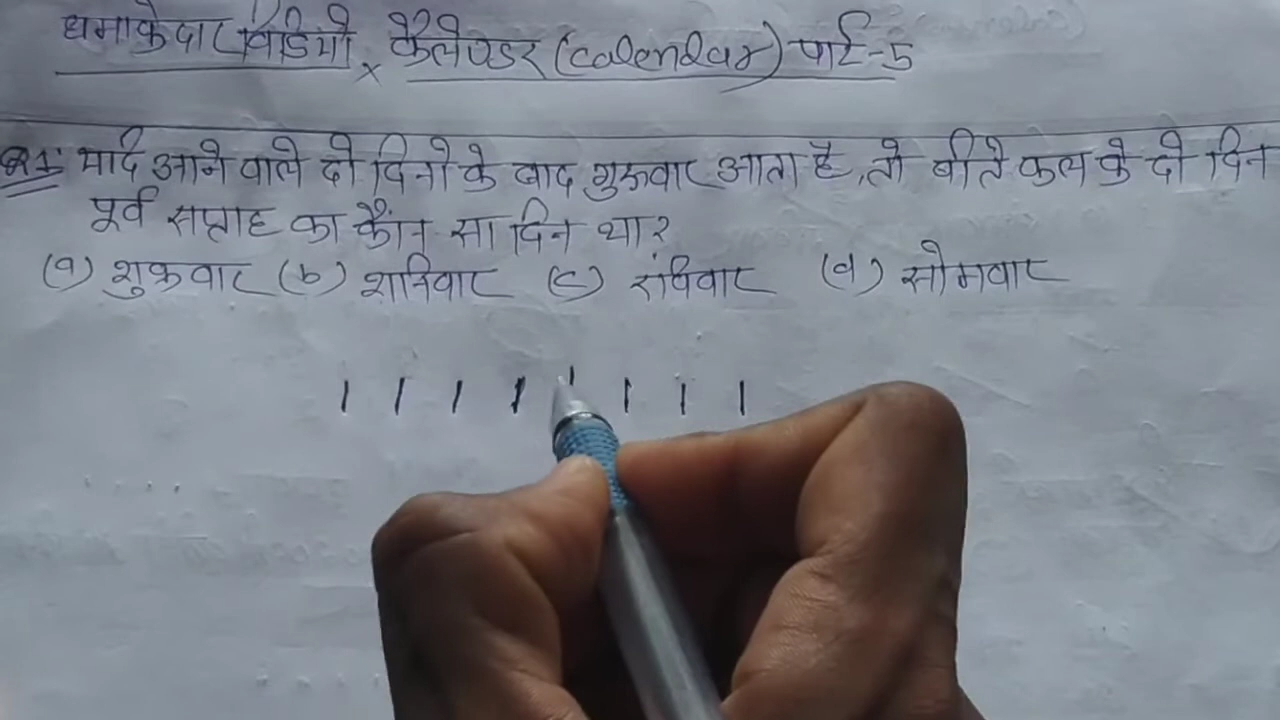 धमाकेदार विडियो × कैलेण्डर (calendar) पार्ट-5
Q1: यदि आने वाले दो दिनो के बाद शुक्रवार आता है, तो बीते कल के दो दिन
पूर्व सप्ताह का कौन सा दिन था?
(a) शुक्रवार (b) शनिवार (c) रविवार (d) सोमवार